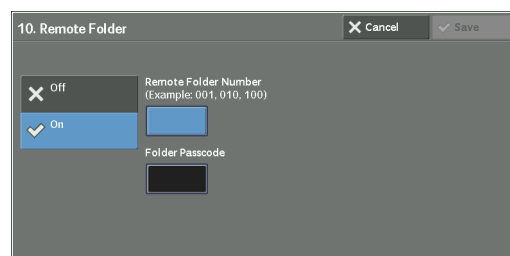 10. Remote Folder
Cancel
Save
Off
On
Remote Folder Number
(Example: 001, 010, 100)
Folder Passcode